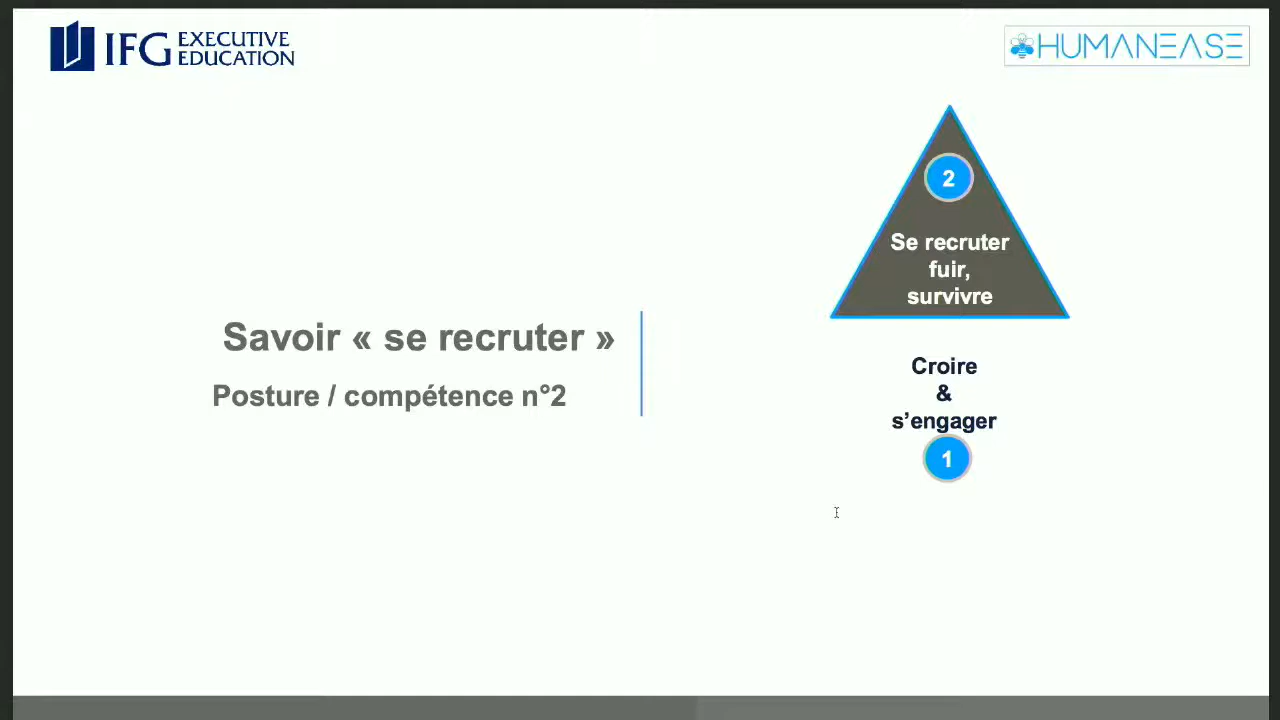 IFG EXECUTIVE EDUCATION
HUMANEASE
2
Se recruter
fuir,
survivre
Savoir « se recruter »
Posture / compétence n°2
Croire
&
s’engager
1